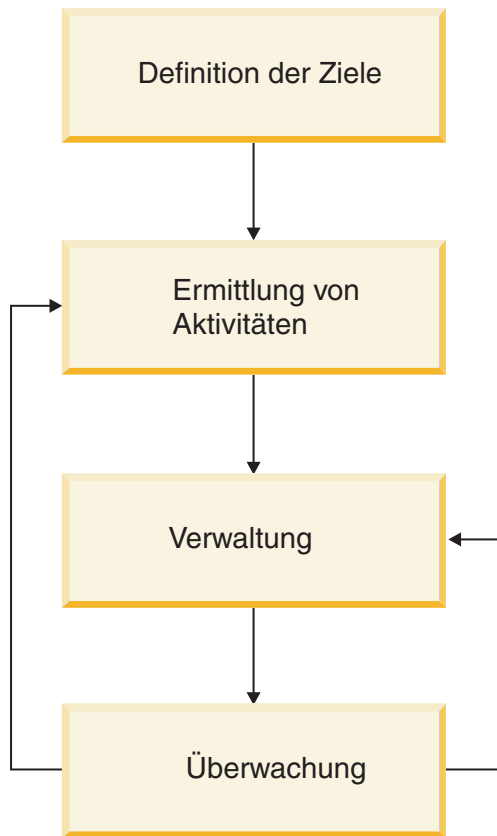 Definition der Ziele
Ermittlung von
Aktivitäten
Verwaltung
Überwachung